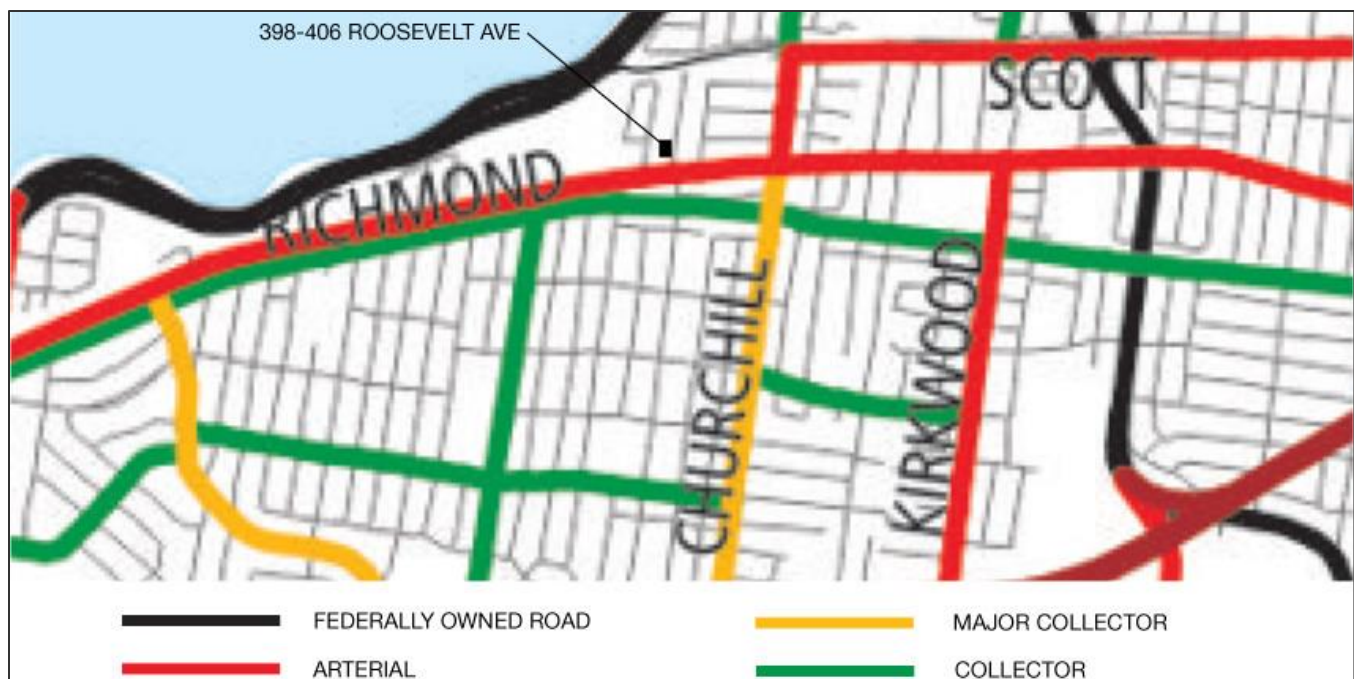 398-406 ROOSEVELT AVE
SCOTT
RICHMOND
CHURCHILL
KIRKWOOD
FEDERALLY OWNED ROAD
MAJOR COLLECTOR
ARTERIAL
COLLECTOR